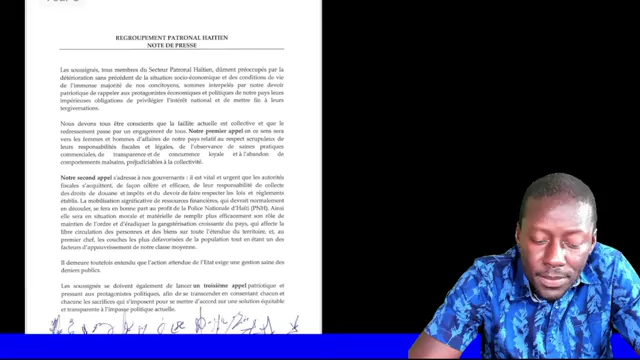 REGROUPEMENT PATRONAL HAITIEN
NOTE DE PRESSE
Les soussignés, tous membres du Secteur Patronal Haïtien, dûment préoccupés par la
détérioration sans précédent de la situation socio-économique et des conditions de vie
de l'immense majorité de nos concitoyens, sommes interpelés par notre devoir
patriotique de rappeler aux protagonistes économiques et politiques de notre pays leurs
impérieuses obligations de privilégier l'intérêt national et de mettre fin à leurs
tergiversations.
Nous devons tous être conscients que la faillite actuelle est collective et que le
redressement passe par un engagement de tous. Notre premier appel en ce sens sera
vers les femmes et hommes d'affaires de notre pays relatif au respect scrupuleux de
leurs responsabilités fiscales et légales, de l'observance de saines pratiques
commerciales, de transparence et de concurrence loyale et à l'abandon de
comportements malsains, préjudiciables à la collectivité.
Notre second appel s'adresse à nos gouvernants : il est vital et urgent que les autorités
fiscales s'acquittent, de façon célère et efficace, de leur responsabilité de collecte
des droits de douane et impôts et du devoir de faire respecter les lois et règlements
établis. La mobilisation significative de ressources financières, qui devrait normalement
en découler, se fera en bonne part au profit de la Police Nationale d'Haïti (PNH). Ainsi
elle sera en situation morale et matérielle de remplir plus efficacement son rôle de
maintien de l'ordre et d'éradiquer la gangstérisation croissante du pays, qui affecte la
libre circulation des personnes et des biens sur toute l'étendue du territoire, et, au
premier chef, les couches les plus défavorisées de la population tout en étant un des
facteurs d'appauvrissement de notre classe moyenne.
Il demeure toutefois entendu que l'action attendue de l'Etat exige une gestion saine des
deniers publics.
Les soussignés se doivent également de lancer un troisième appel patriotique et
pressant aux protagonistes politiques, afin de se transcender en consentant chacun et
chacune les sacrifices qui s'imposent pour se mettre d'accord sur une solution équitable
et transparente à l'impasse politique actuelle.